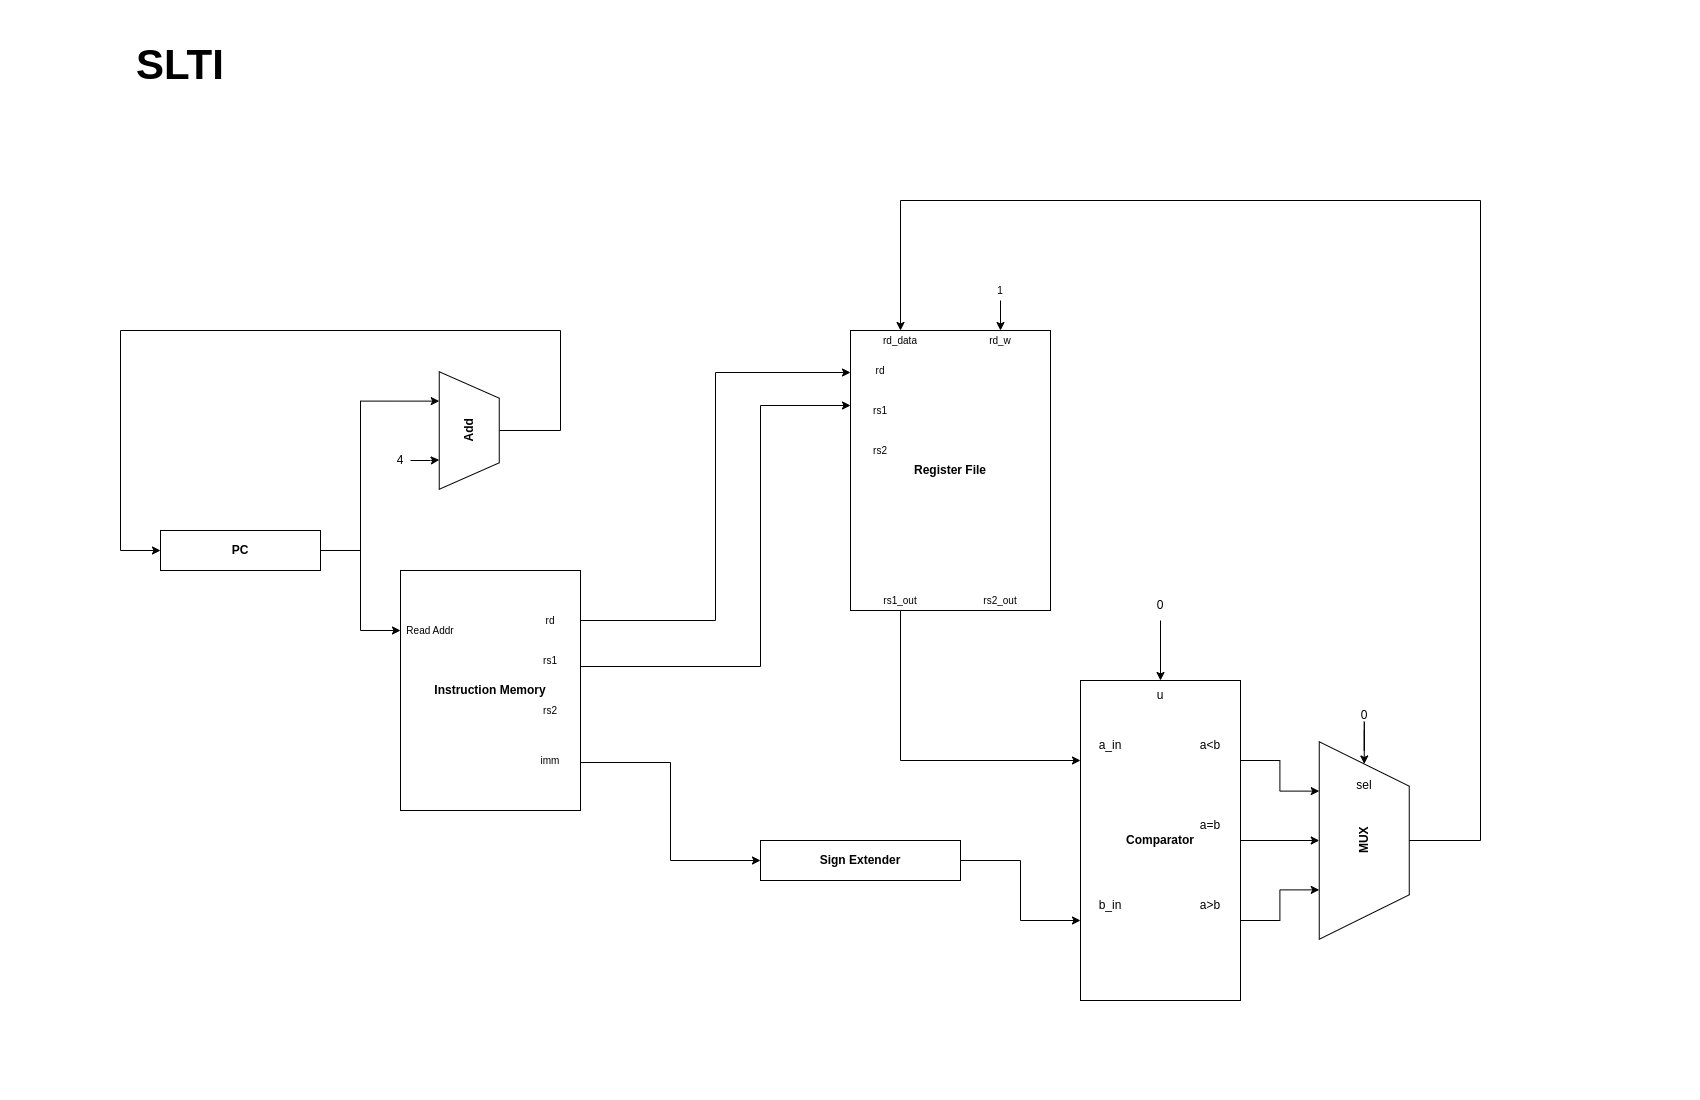 SLTI
1
rd_data
rd_w
rd
rs1
rs2
Register File
rs1_out
rs2_out
Add
4
PC
Read Addr
rd
rs1
Instruction Memory
rs2
imm
Sign Extender
0
u
a_in
a<b
a=b
Comparator
b_in
a>b
0
sel
MUX